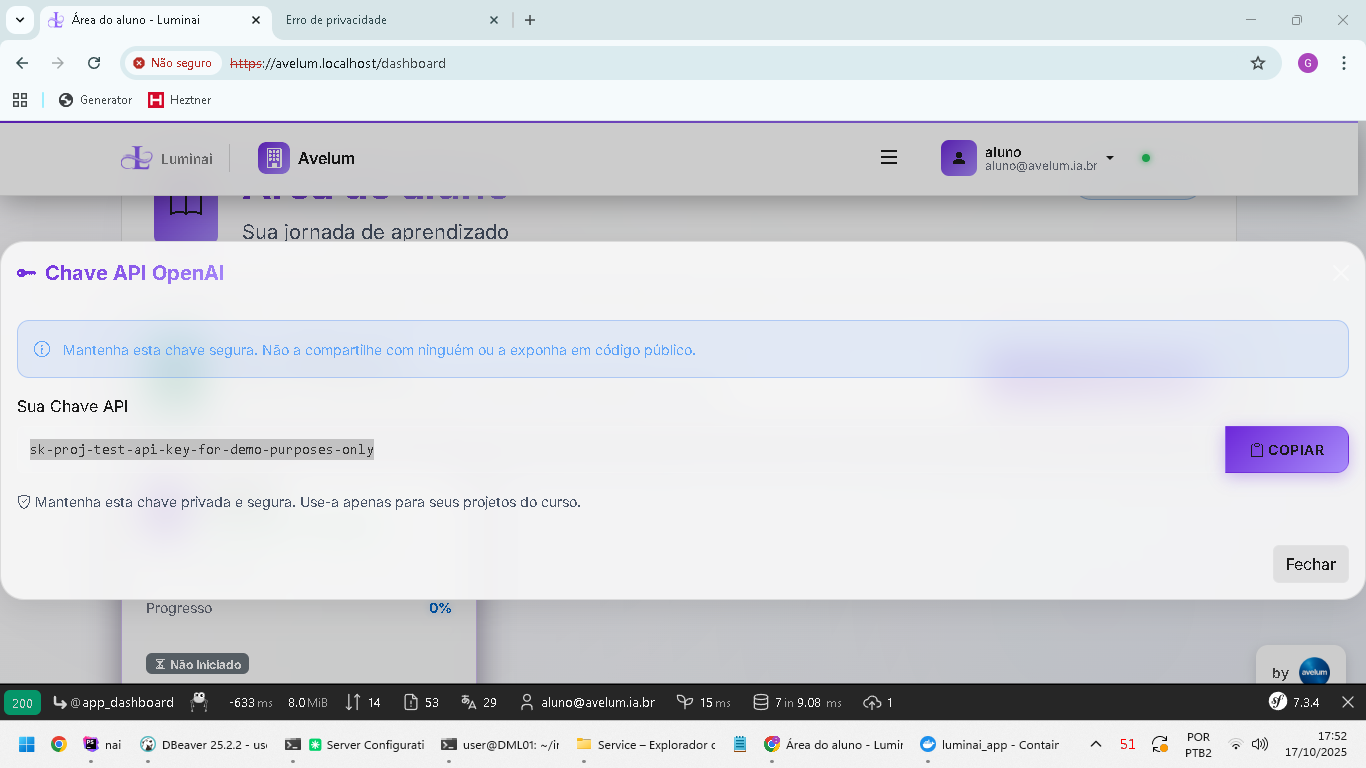 Área do aluno - Luminai
Erro de privacidade
Não seguro
https://avelum.localhost/dashboard
G
Generator
Heztner
Luminai
Avelum
aluno
aluno@avelum.ia.br
Área do aluno
Sua jornada de aprendizado
Chave API OpenAI
Mantenha esta chave segura. Não a compartilhe com ninguém ou a exponha em código público.
Sua Chave API
sk-proj-test-api-key-for-demo-purposes-only
COPIAR
Mantenha esta chave privada e segura. Use-a apenas para seus projetos do curso.
Fechar
Progresso
0%
Não Iniciado
by avelum
200 @app_dashboard -633 ms 8.0 MiB 14 53 29 aluno@avelum.ia.br 15 ms 7 in 9.08 ms 1 sf 7.3.4
nai
DBeaver 25.2.2 - use
Server Configurati
user@DML01: ~/ir
Service – Explorador c
Área do aluno - Lumir
luminai_app - Contain
51
POR
PTB2
17:52
17/10/2025